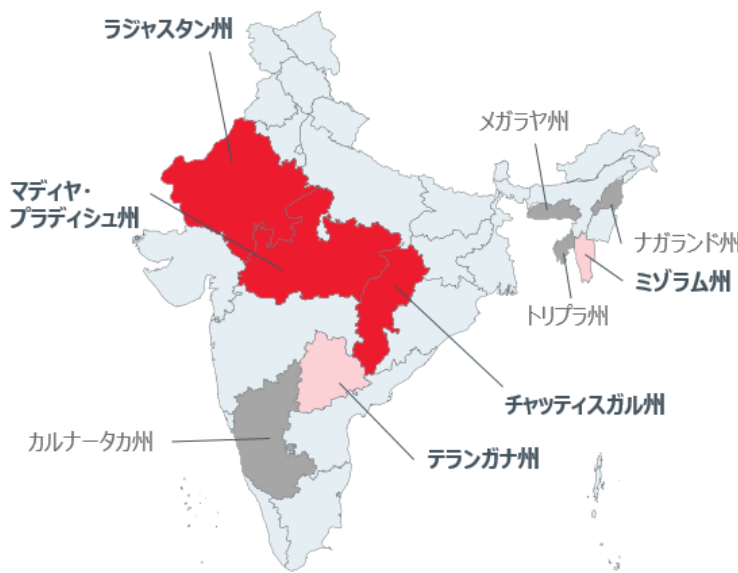 ラジャスタン州
メガラヤ州
マディヤ・
プラディシュ州
ナガランド州
ミゾラム州
トリプラ州
チャッティスガル州
カルナータカ州
テランガナ州